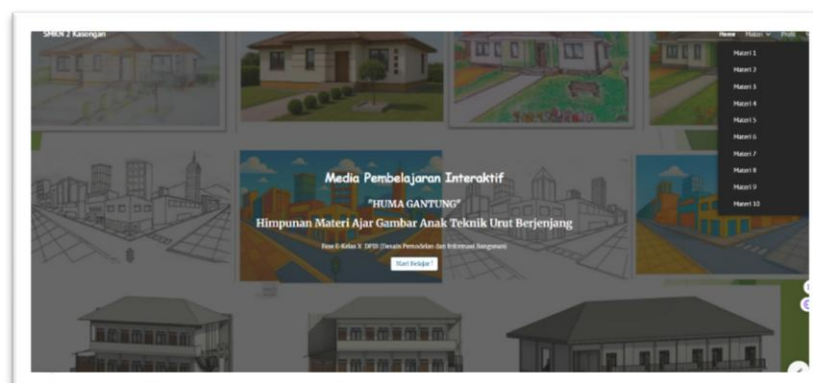 SMKN 2 Kasongan
Home Materi Profil
Materi 1
Materi 2
Materi 3
Materi 4
Materi 5
Materi 6
Materi 7
Materi 8
Materi 9
Materi 10
Media Pembelajaran Interaktif
"HUMA GANTUNG"
Himpunan Materi Ajar Gambar Anak Teknik Urut Berjenjang
Fase E Kelas X DPIB (Desain Pemodelan dan Informasi Bangunan)
Mari Belajar!